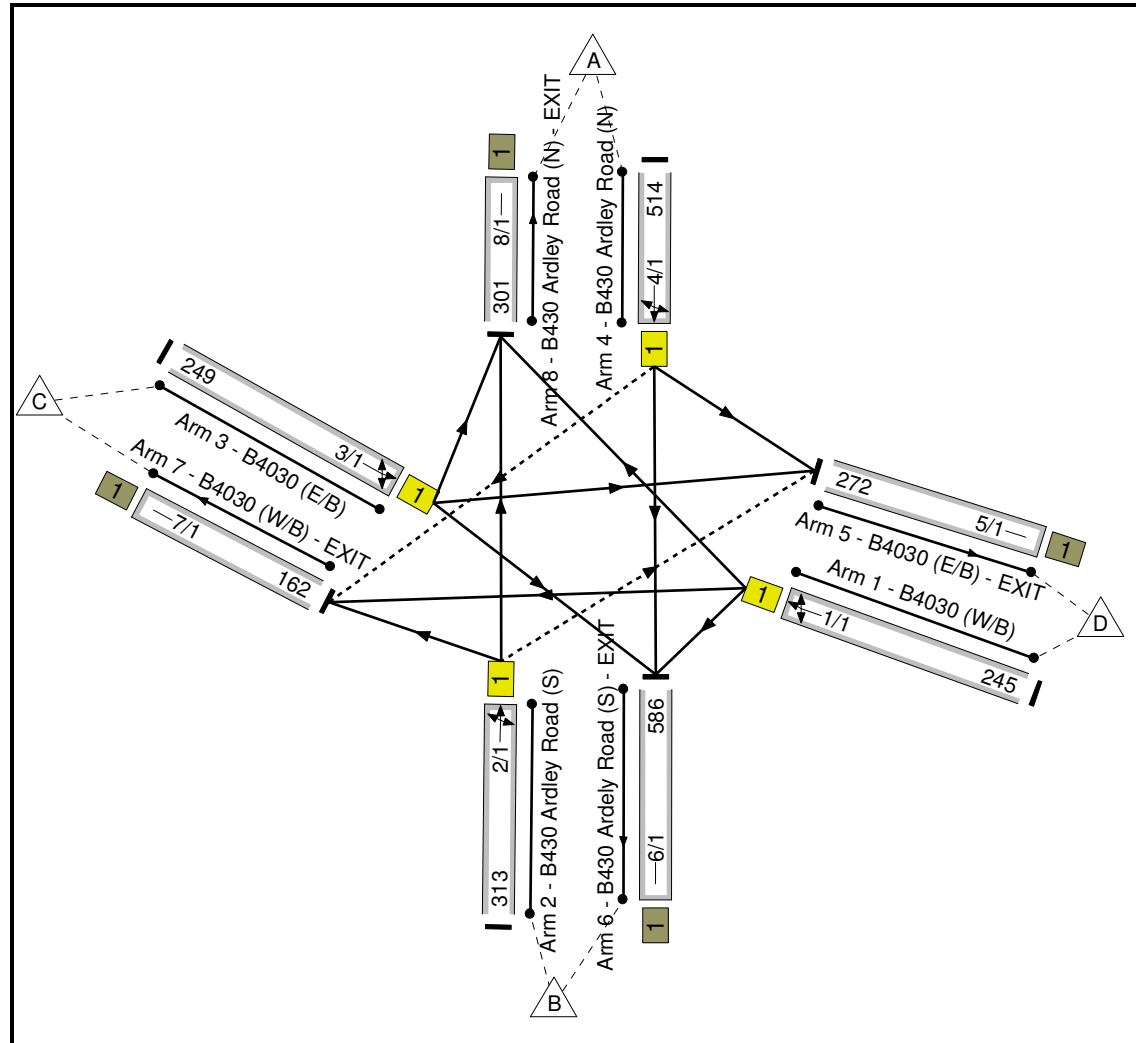 A
Arm 8 - B430 Ardley Road (N) - EXIT
Arm 4 - B430 Ardley Road (N)
1
8/1
301
514
4/1
1
249
Arm 3 - B4030 (E/B)
3/1
1
C
Arm 7 - B4030 (W/B) - EXIT
1
7/1
162
272
5/1
1
Arm 5 - B4030 (E/B) - EXIT
Arm 1 - B4030 (W/B)
1
1/1
245
D
1
2/1
313
Arm 2 - B430 Ardley Road (S)
Arm 6 - B430 Ardely Road (S) - EXIT
586
6/1
1
B